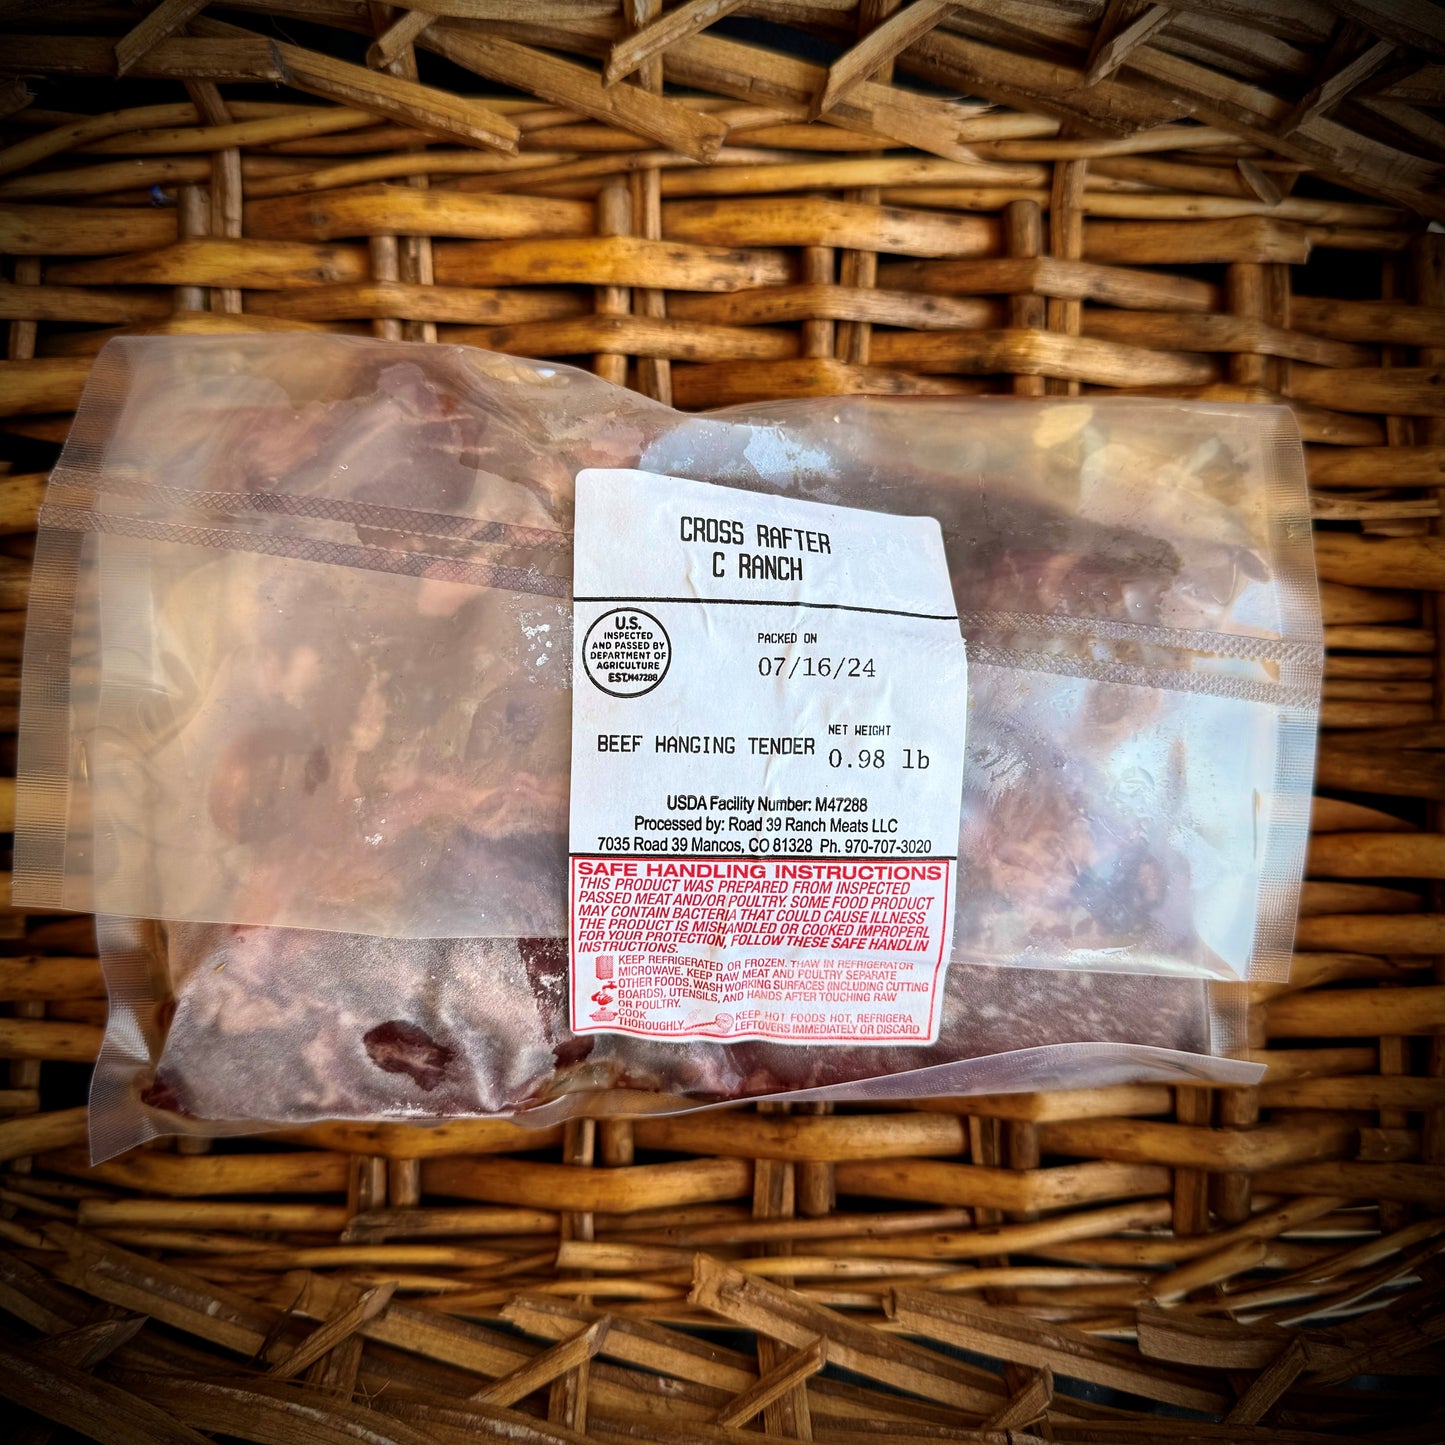 CROSS RAFTER
C RANCH
U.S.
INSPECTED
AND PASSED BY
DEPARTMENT OF
AGRICULTURE
EST.M47288
PACKED ON
07/16/24
NET WEIGHT
BEEF HANGING TENDER 0.98 lb
USDA Facility Number: M47288
Processed by: Road 39 Ranch Meats LLC
7035 Road 39 Mancos, CO 81328 Ph. 970-707-3020
SAFE HANDLING INSTRUCTIONS
THIS PRODUCT WAS PREPARED FROM INSPECTED
PASSED MEAT AND/OR POULTRY. SOME FOOD PRODUCT
MAY CONTAIN BACTERIA THAT COULD CAUSE ILLNESS
THE PRODUCT IS MISHANDLED OR COOKED IMPROPERL
FOR YOUR PROTECTION, FOLLOW THESE SAFE HANDLIN
INSTRUCTIONS.
KEEP REFRIGERATED OR FROZEN. THAW IN REFRIGERATOR
MICROWAVE. KEEP RAW MEAT AND POULTRY SEPARATE
OTHER FOODS. WASH WORKING SURFACES (INCLUDING CUTTING
BOARDS), UTENSILS, AND HANDS AFTER TOUCHING RAW
OR POULTRY.
COOK
THOROUGHLY.
KEEP HOT FOODS HOT, REFRIGERA
LEFTOVERS IMMEDIATELY OR DISCARD